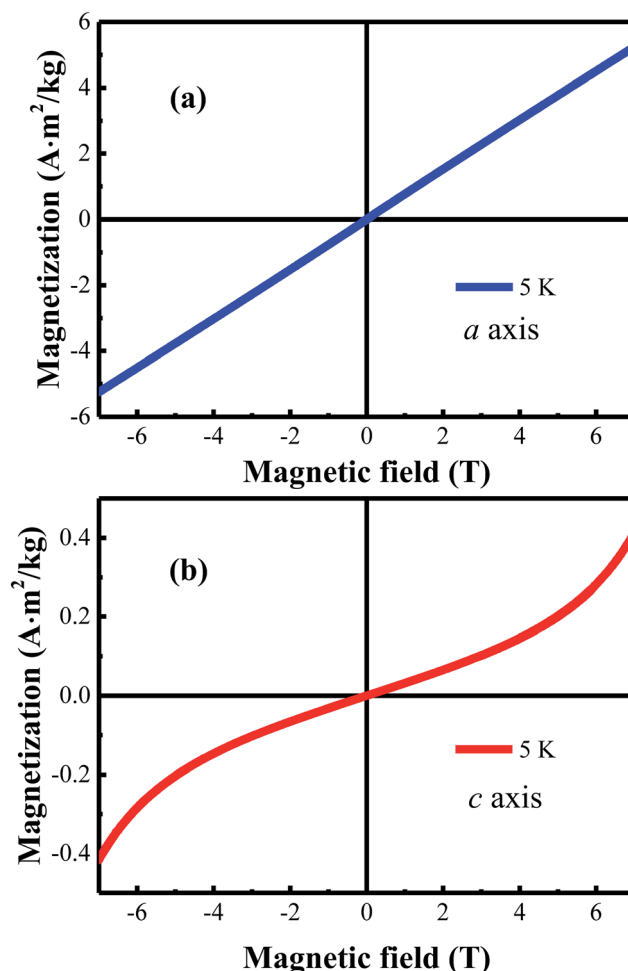 Magnetization (A·m²/kg)
6
4
2
0
-2
-4
-6
(a)
5 K
a axis
-6 -4 -2 0 2 4 6
Magnetic field (T)
Magnetization (A·m²/kg)
0.4
0.2
0.0
-0.2
-0.4
(b)
5 K
c axis
-6 -4 -2 0 2 4 6
Magnetic field (T)